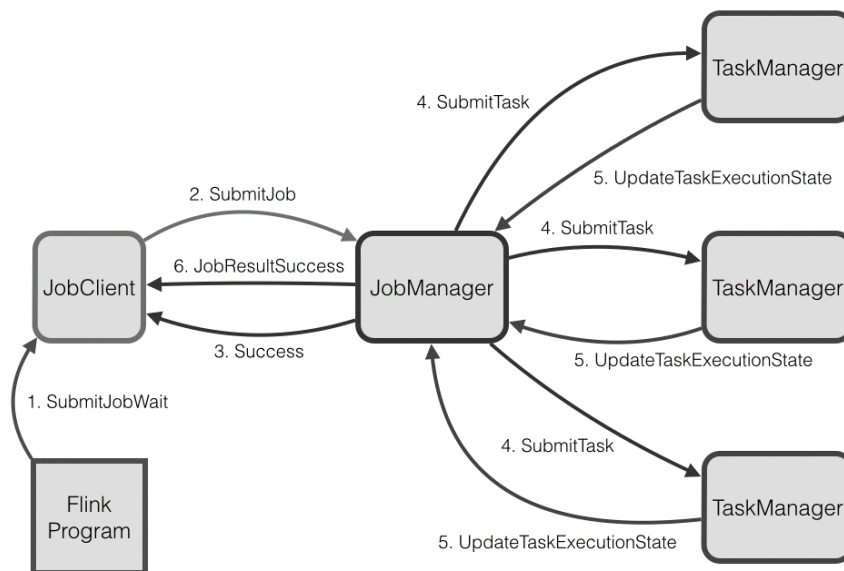 TaskManager
4. SubmitTask
5. UpdateTaskExecutionState
2. SubmitJob
4. SubmitTask
JobClient
6. JobResultSuccess
JobManager
TaskManager
3. Success
5. UpdateTaskExecutionState
1. SubmitJobWait
4. SubmitTask
Flink
Program
TaskManager
5. UpdateTaskExecutionState